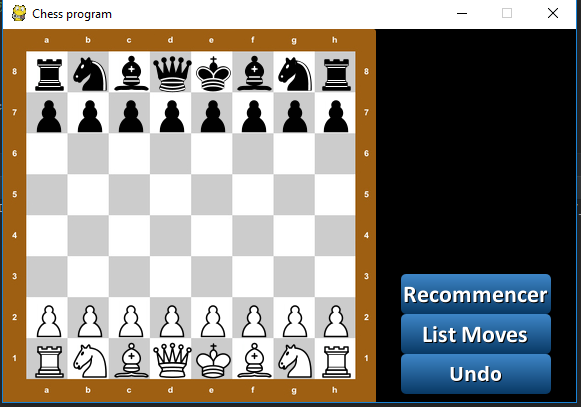 Chess program
a b c d e f g h
8 8
7 7
6 6
5 5
4 4
3 3
2 2
1 1
a b c d e f g h
Recommencer
List Moves
Undo